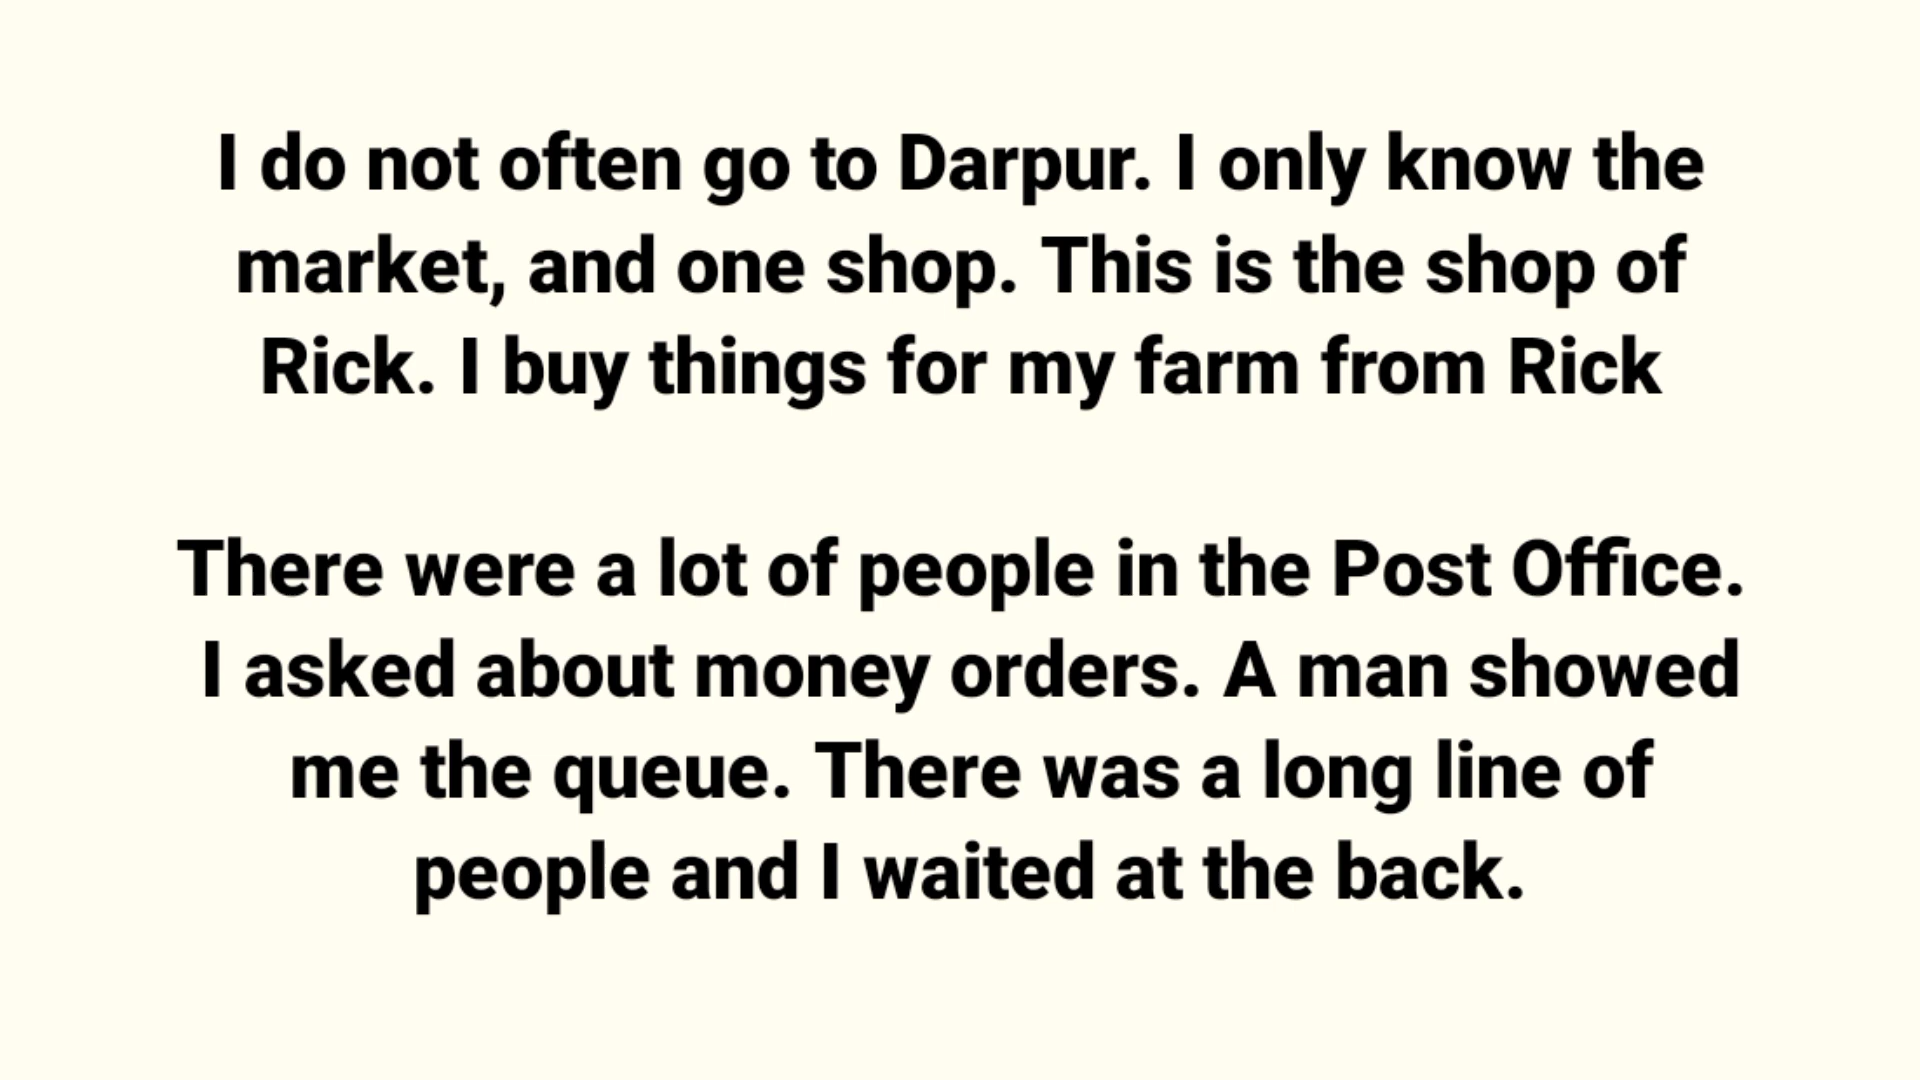 I do not often go to Darpur. I only know the
market, and one shop. This is the shop of
Rick. I buy things for my farm from Rick
There were a lot of people in the Post Office.
I asked about money orders. A man showed
me the queue. There was a long line of
people and I waited at the back.